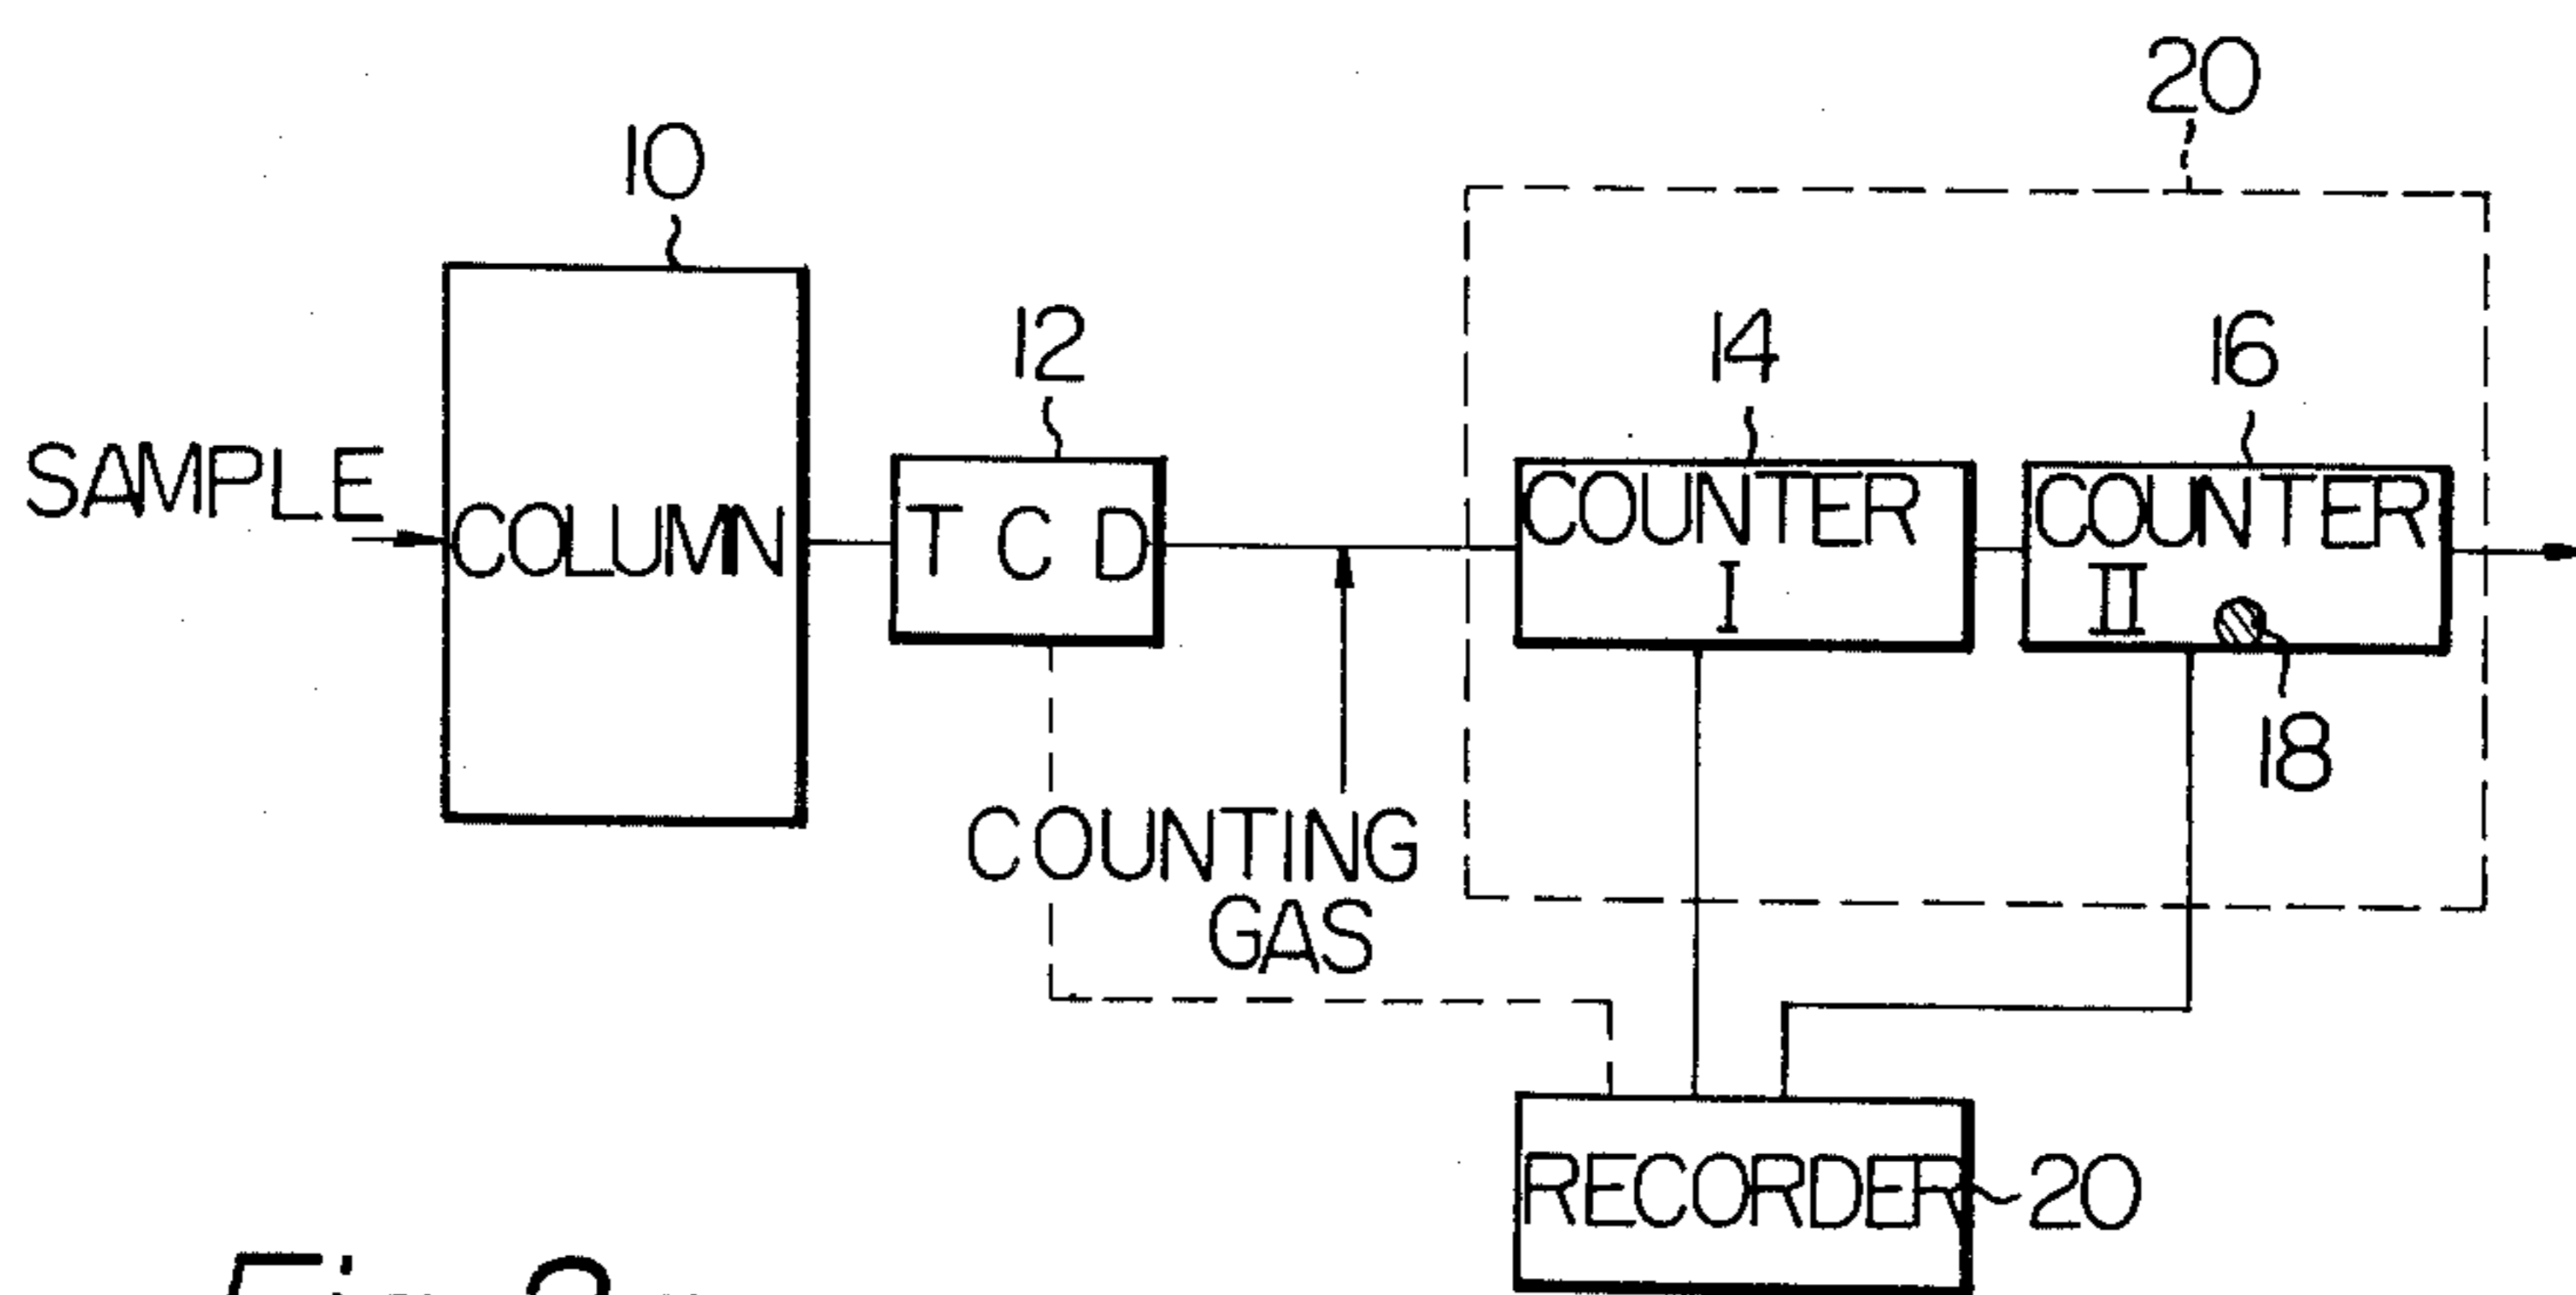 20
10
12
14
16
SAMPLE
COLUMN
T C D
COUNTER
I
COUNTER
II
18
COUNTING
GAS
RECORDER
20